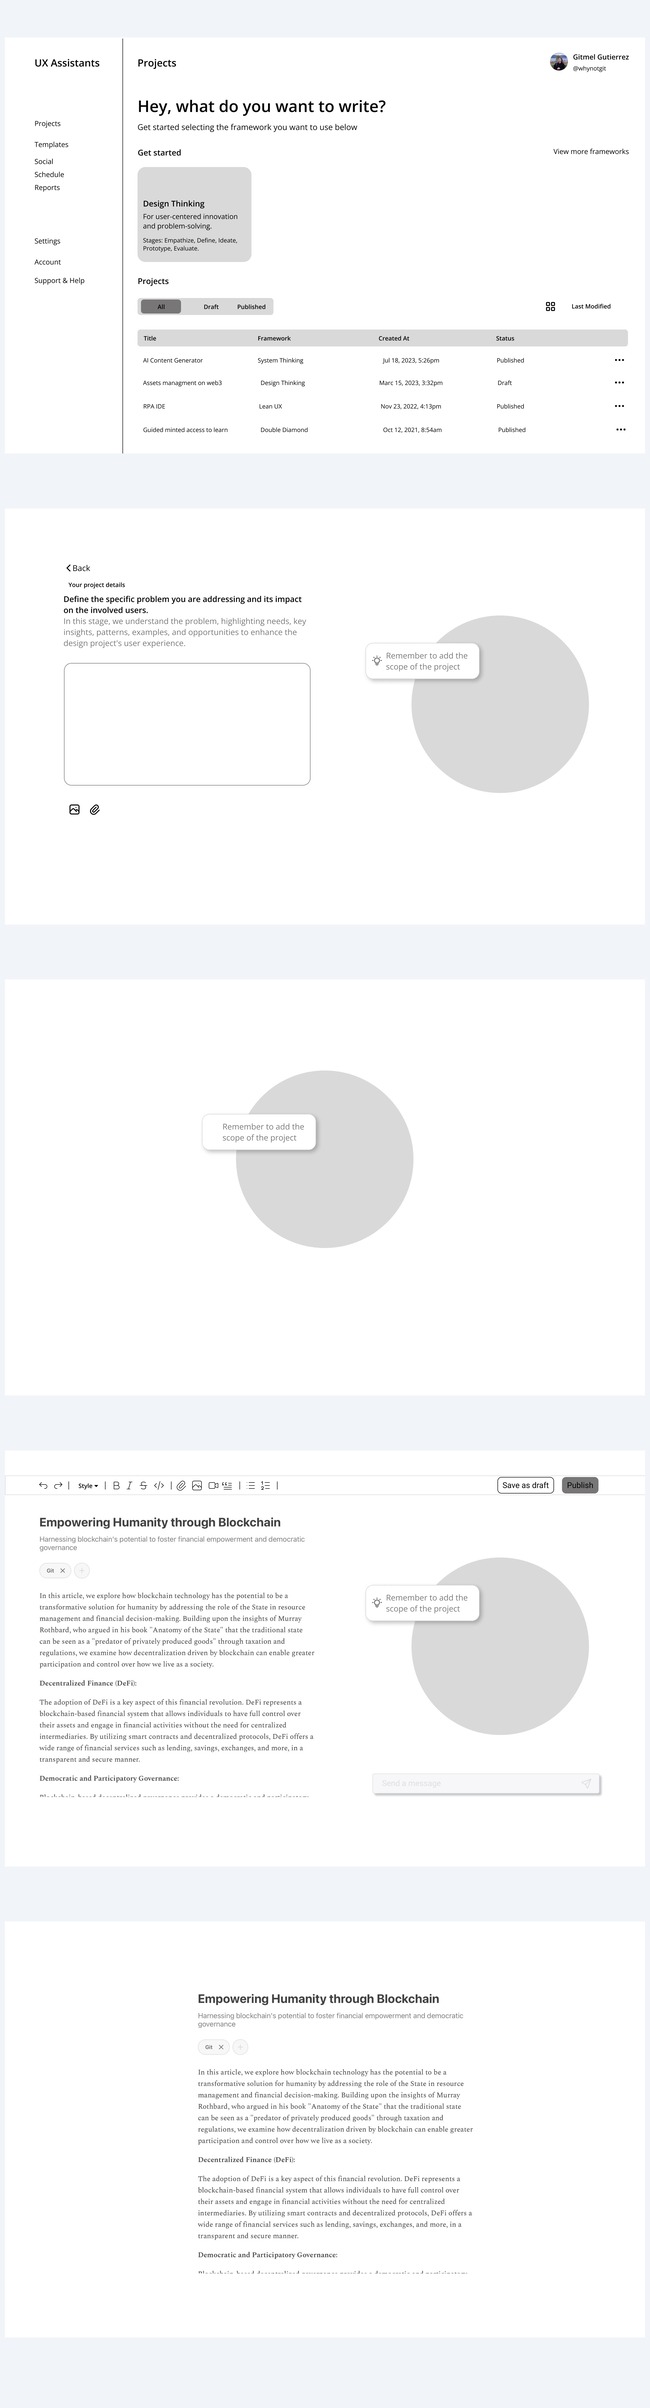 UX Assistants
Projects
Templates
Social
Schedule
Reports
Settings
Account
Support & Help
Projects
Gitmel Gutierrez
@whynotgit
Hey, what do you want to write?
Get started selecting the framework you want to use below
Get started
View more frameworks
Design Thinking
For user-centered innovation
and problem-solving.
Stages: Empathize, Define, Ideate,
Prototype, Evaluate.
Projects
All Draft Published
Last Modified
Title Framework Created At Status
AI Content Generator System Thinking Jul 18, 2023, 5:26pm Published
Assets managment on web3 Design Thinking Marc 15, 2023, 3:32pm Draft
RPA IDE Lean UX Nov 23, 2022, 4:13pm Published
Guided minted access to learn Double Diamond Oct 12, 2021, 8:54am Published
Back
Your project details
Define the specific problem you are addressing and its impact
on the involved users.
In this stage, we understand the problem, highlighting needs, key
insights, patterns, examples, and opportunities to enhance the
design project's user experience.
Remember to add the
scope of the project
Remember to add the
scope of the project
Style
Save as draft
Publish
Empowering Humanity through Blockchain
Harnessing blockchain's potential to foster financial empowerment and democratic
governance
Git
In this article, we explore how blockchain technology has the potential to be a
transformative solution for humanity by addressing the role of the State in resource
management and financial decision-making. Building upon the insights of Murray
Rothbard, who argued in his book "Anatomy of the State" that the traditional state
can be seen as a "predator of privately produced goods" through taxation and
regulations, we examine how decentralization driven by blockchain can enable greater
participation and control over how we live as a society.
Decentralized Finance (DeFi):
The adoption of DeFi is a key aspect of this financial revolution. DeFi represents a
blockchain-based financial system that allows individuals to have full control over
their assets and engage in financial activities without the need for centralized
intermediaries. By utilizing smart contracts and decentralized protocols, DeFi offers a
wide range of financial services such as lending, savings, exchanges, and more, in a
transparent and secure manner.
Democratic and Participatory Governance:
Blockchain-based decentralized governance provides a democratic and participatory
Remember to add the
scope of the project
Send a message
Empowering Humanity through Blockchain
Harnessing blockchain's potential to foster financial empowerment and democratic
governance
Git
In this article, we explore how blockchain technology has the potential to be a
transformative solution for humanity by addressing the role of the State in resource
management and financial decision-making. Building upon the insights of Murray
Rothbard, who argued in his book "Anatomy of the State" that the traditional state
can be seen as a "predator of privately produced goods" through taxation and
regulations, we examine how decentralization driven by blockchain can enable greater
participation and control over how we live as a society.
Decentralized Finance (DeFi):
The adoption of DeFi is a key aspect of this financial revolution. DeFi represents a
blockchain-based financial system that allows individuals to have full control over
their assets and engage in financial activities without the need for centralized
intermediaries. By utilizing smart contracts and decentralized protocols, DeFi offers a
wide range of financial services such as lending, savings, exchanges, and more, in a
transparent and secure manner.
Democratic and Participatory Governance:
Blockchain-based decentralized governance provides a democratic and participatory